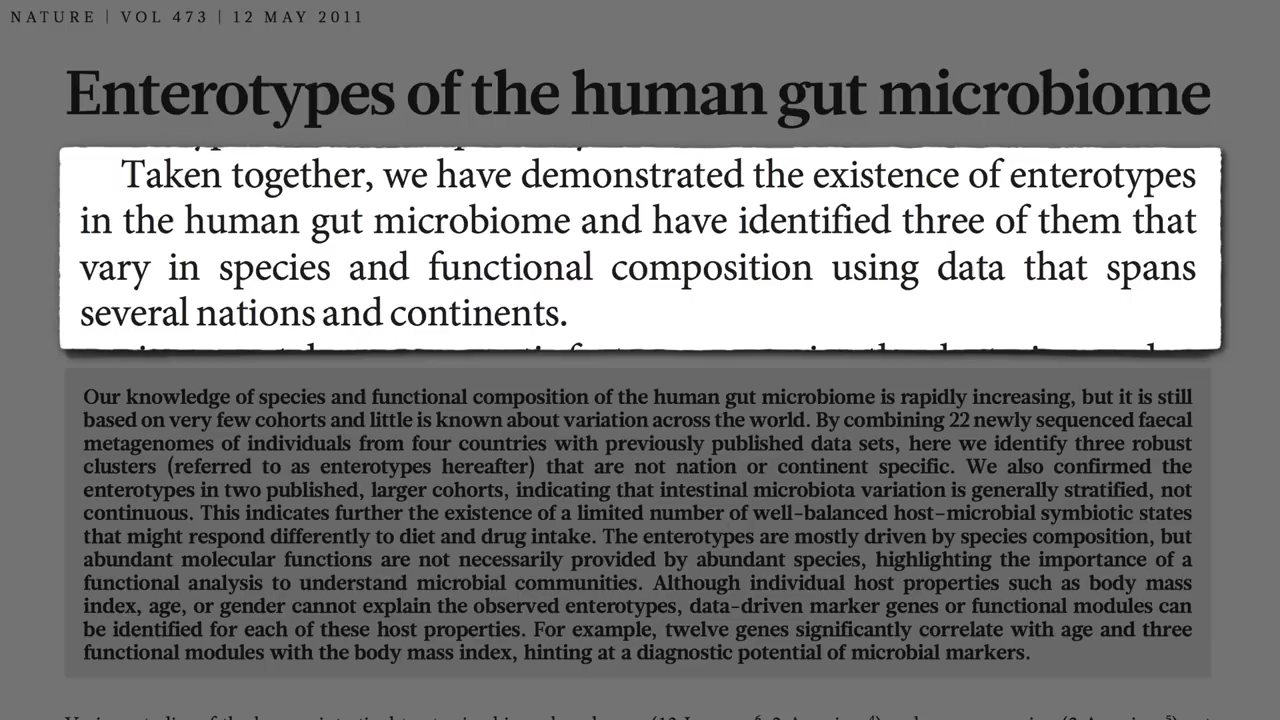 NATURE | VOL 473 | 12 MAY 2011
Enterotypes of the human gut microbiome
Taken together, we have demonstrated the existence of enterotypes
in the human gut microbiome and have identified three of them that
vary in species and functional composition using data that spans
several nations and continents.
Our knowledge of species and functional composition of the human gut microbiome is rapidly increasing, but it is still
based on very few cohorts and little is known about variation across the world. By combining 22 newly sequenced faecal
metagenomes of individuals from four countries with previously published data sets, here we identify three robust
clusters (referred to as enterotypes hereafter) that are not nation or continent specific. We also confirmed the
enterotypes in two published, larger cohorts, indicating that intestinal microbiota variation is generally stratified, not
continuous. This indicates further the existence of a limited number of well-balanced host–microbial symbiotic states
that might respond differently to diet and drug intake. The enterotypes are mostly driven by species composition, but
abundant molecular functions are not necessarily provided by abundant species, highlighting the importance of a
functional analysis to understand microbial communities. Although individual host properties such as body mass
index, age, or gender cannot explain the observed enterotypes, data-driven marker genes or functional modules can
be identified for each of these host properties. For example, twelve genes significantly correlate with age and three
functional modules with the body mass index, hinting at a diagnostic potential of microbial markers.